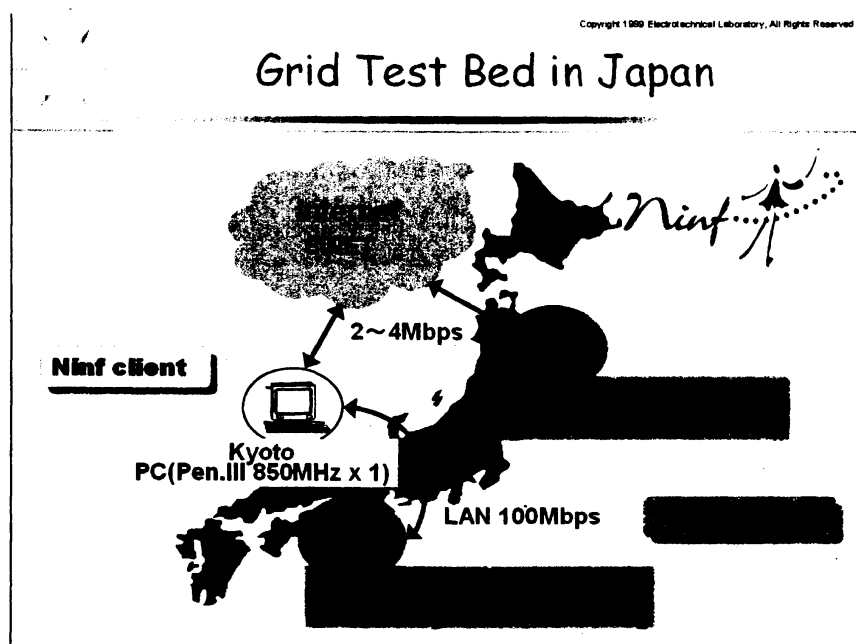 Copyright 1999 Electrotechnical Laboratory, All Rights Reserved
Grid Test Bed in Japan
Ninf
Internet
2～4Mbps
Ninf client
Kyoto
PC(Pen.III 850MHz x 1)
LAN 100Mbps